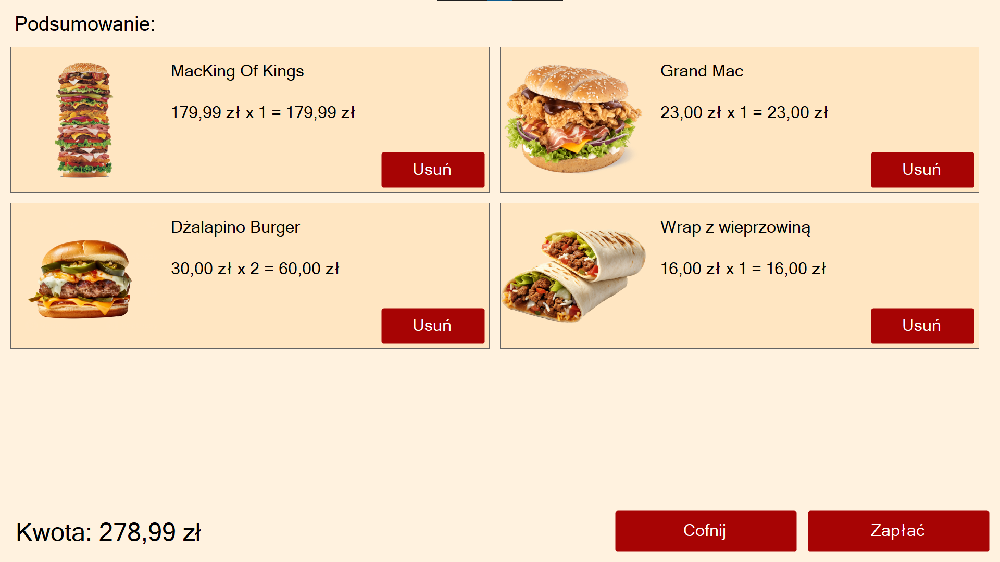 Podsumowanie:
MacKing Of Kings
179,99 zł x 1 = 179,99 zł
Usuń
Grand Mac
23,00 zł x 1 = 23,00 zł
Usuń
Dżalapino Burger
30,00 zł x 2 = 60,00 zł
Usuń
Wrap z wieprzowiną
16,00 zł x 1 = 16,00 zł
Usuń
Kwota: 278,99 zł
Cofnij
Zapłać